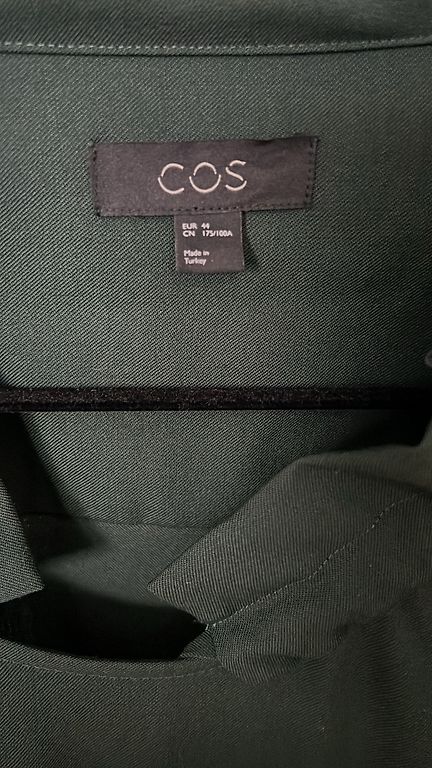 COS
EUR 44
CN 175/100A
Made in
Turkey